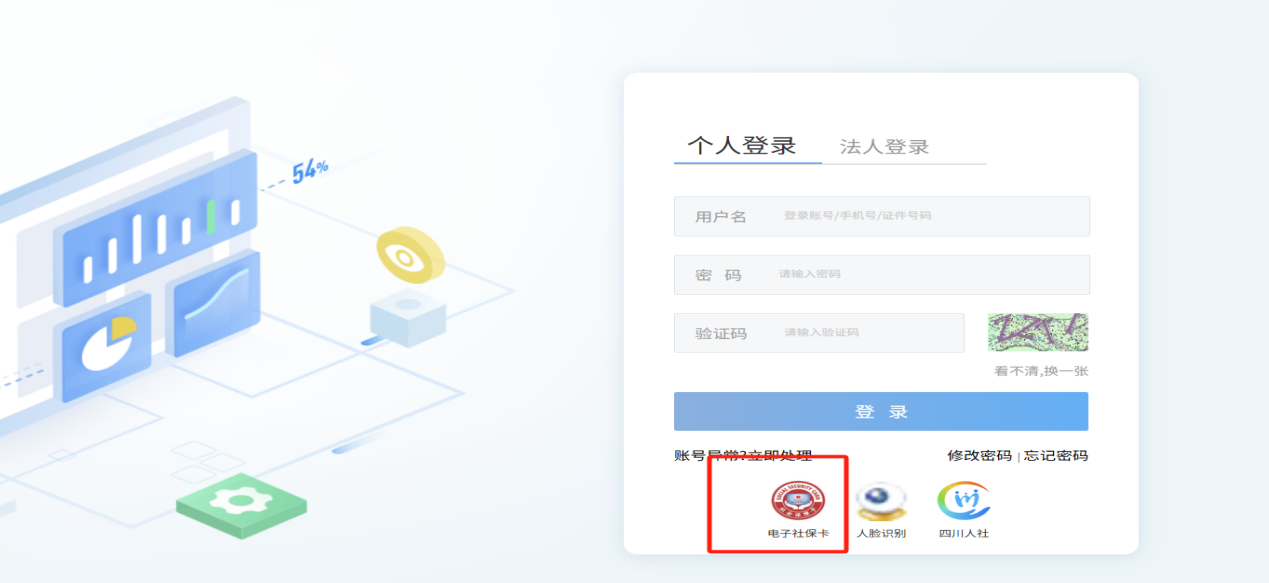 54%
个人登录 法人登录
用户名 登录账号/手机号/证件号码
密 码 请输入密码
验证码 请输入验证码
看不清,换一张
登 录
账号异常?立即处理 修改密码 | 忘记密码
电子社保卡 人脸识别 四川人社